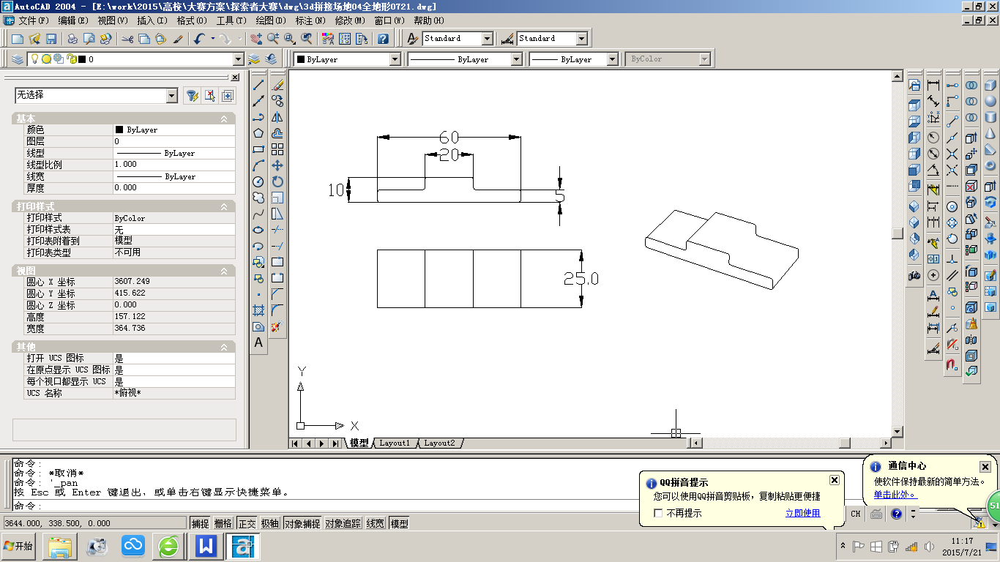 AutoCAD 2004 - [E:\work\2015\高校\大赛方案\探索者大赛\dwg\3d拼接场地04全地形0721.dwg]
文件(F) 编辑(E) 视图(V) 插入(I) 格式(O) 工具(T) 绘图(D) 标注(N) 修改(M) 窗口(W) 帮助(H)
Standard Standard
0 ByLayer ByLayer ByLayer ByColor
无选择
基本
颜色 ByLayer
图层 0
线型 ByLayer
线型比例 1.000
线宽 ByLayer
厚度 0.000
打印样式
打印样式 ByColor
打印样式表 无
打印表附着到 模型
打印表类型 不可用
视图
圆心 X 坐标 3607.249
圆心 Y 坐标 415.622
圆心 Z 坐标 0.000
高度 157.122
宽度 364.736
其他
打开 UCS 图标 是
在原点显示 UCS 图标 是
每个视口都显示 UCS 是
UCS 名称 *俯视*
A
60
20
10
5
25.0
Y
X
模型 Layout1 Layout2
命令:
命令: *取消*
命令: '_pan
按 Esc 或 Enter 键退出，或单击右键显示快捷菜单。
命令:
QQ拼音提示
您可以使用QQ拼音剪贴板，复制粘贴更便捷
不再提示 立即使用
通信中心
使软件保持最新的简单方法。
单击此处。
51
CH
3644.000, 338.500, 0.000 捕捉 栅格 正交 极轴 对象捕捉 对象追踪 线宽 模型
开始
11:17
2015/7/21